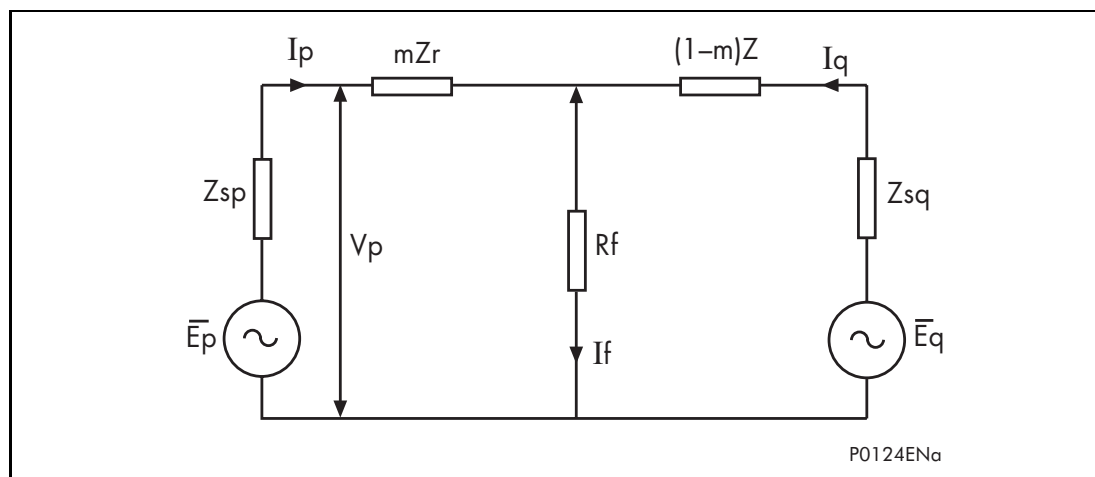 Ip
mZr
(1–m)Z
Iq
Zsp
Vp
Rf
Zsq
Ep
If
Eq
P0124ENa